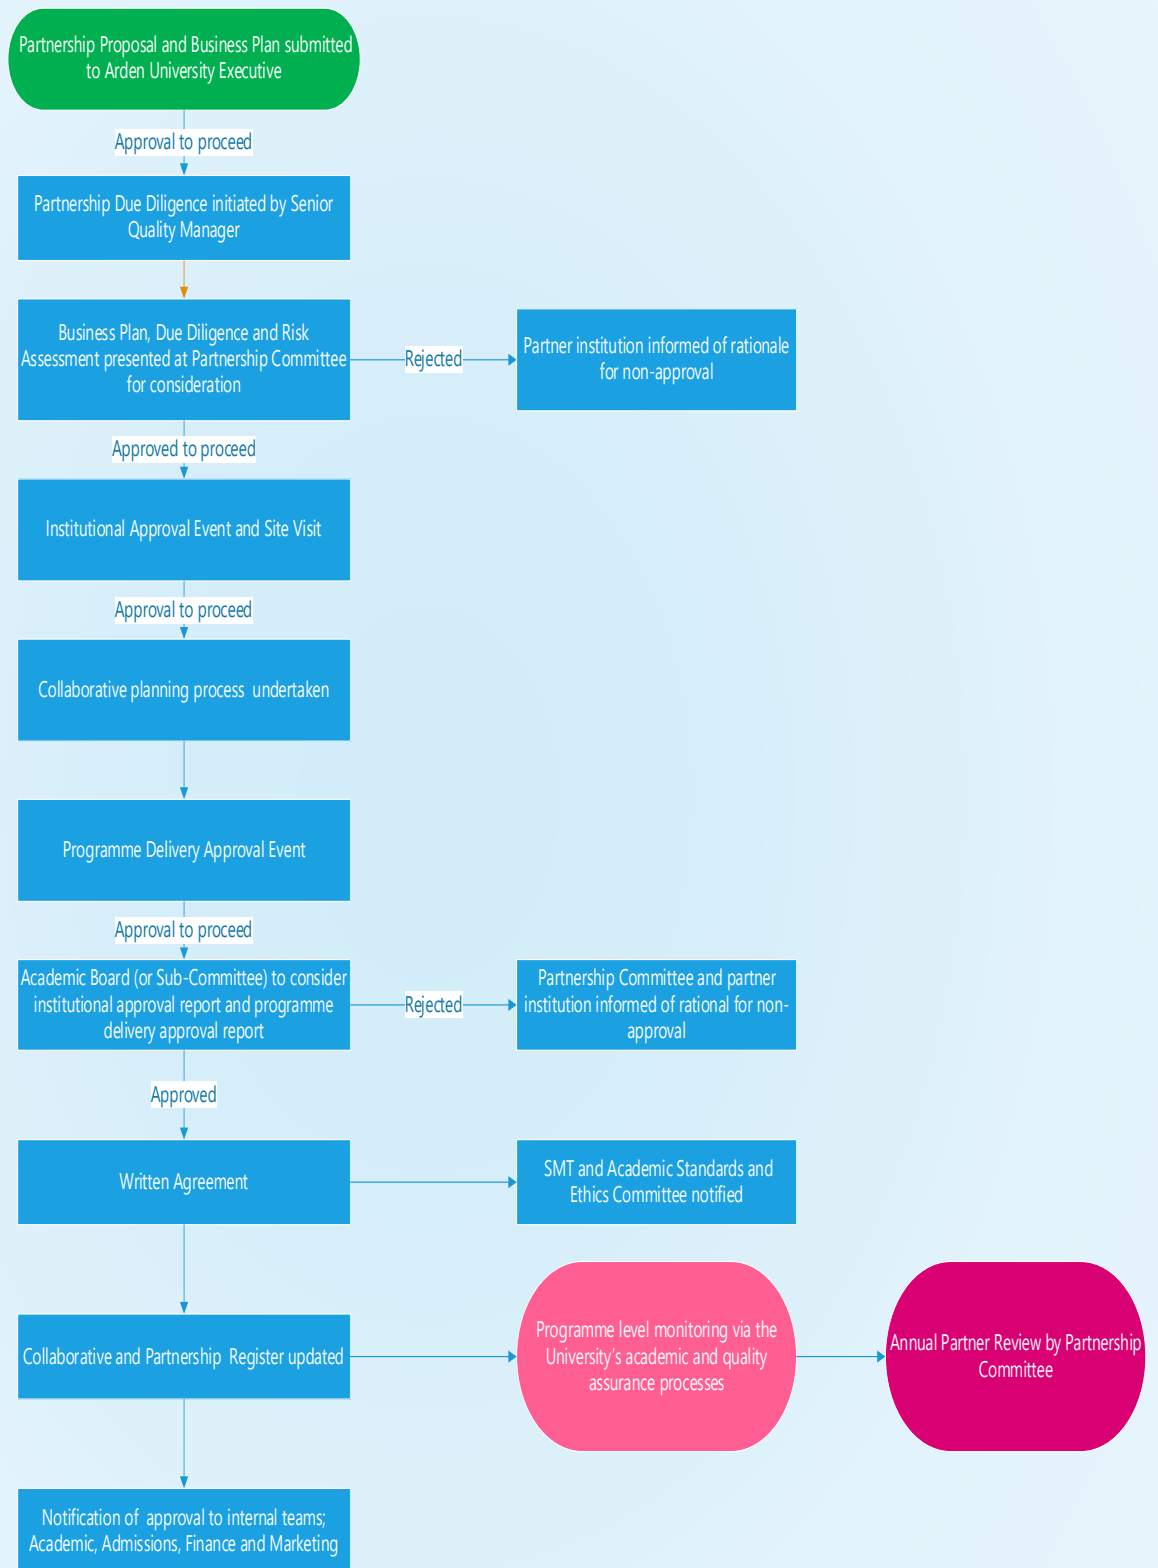 Partnership Proposal and Business Plan submitted
to Arden University Executive
Approval to proceed
Partnership Due Diligence initiated by Senior
Quality Manager
Business Plan, Due Diligence and Risk
Assessment presented at Partnership Committee
for consideration
Rejected
Partner institution informed of rationale
for non-approval
Approved to proceed
Institutional Approval Event and Site Visit
Approval to proceed
Collaborative planning process  undertaken
Programme Delivery Approval Event
Approval to proceed
Academic Board (or Sub-Committee) to consider
institutional approval report and programme
delivery approval report
Rejected
Partnership Committee and partner
institution informed of rational for non-
approval
Approved
Written Agreement
SMT and Academic Standards and
Ethics Committee notified
Collaborative and Partnership  Register updated
Programme level monitoring via the
University's academic and quality
assurance processes
Annual Partner Review by Partnership
Committee
Notification of  approval to internal teams;
Academic, Admissions, Finance and Marketing